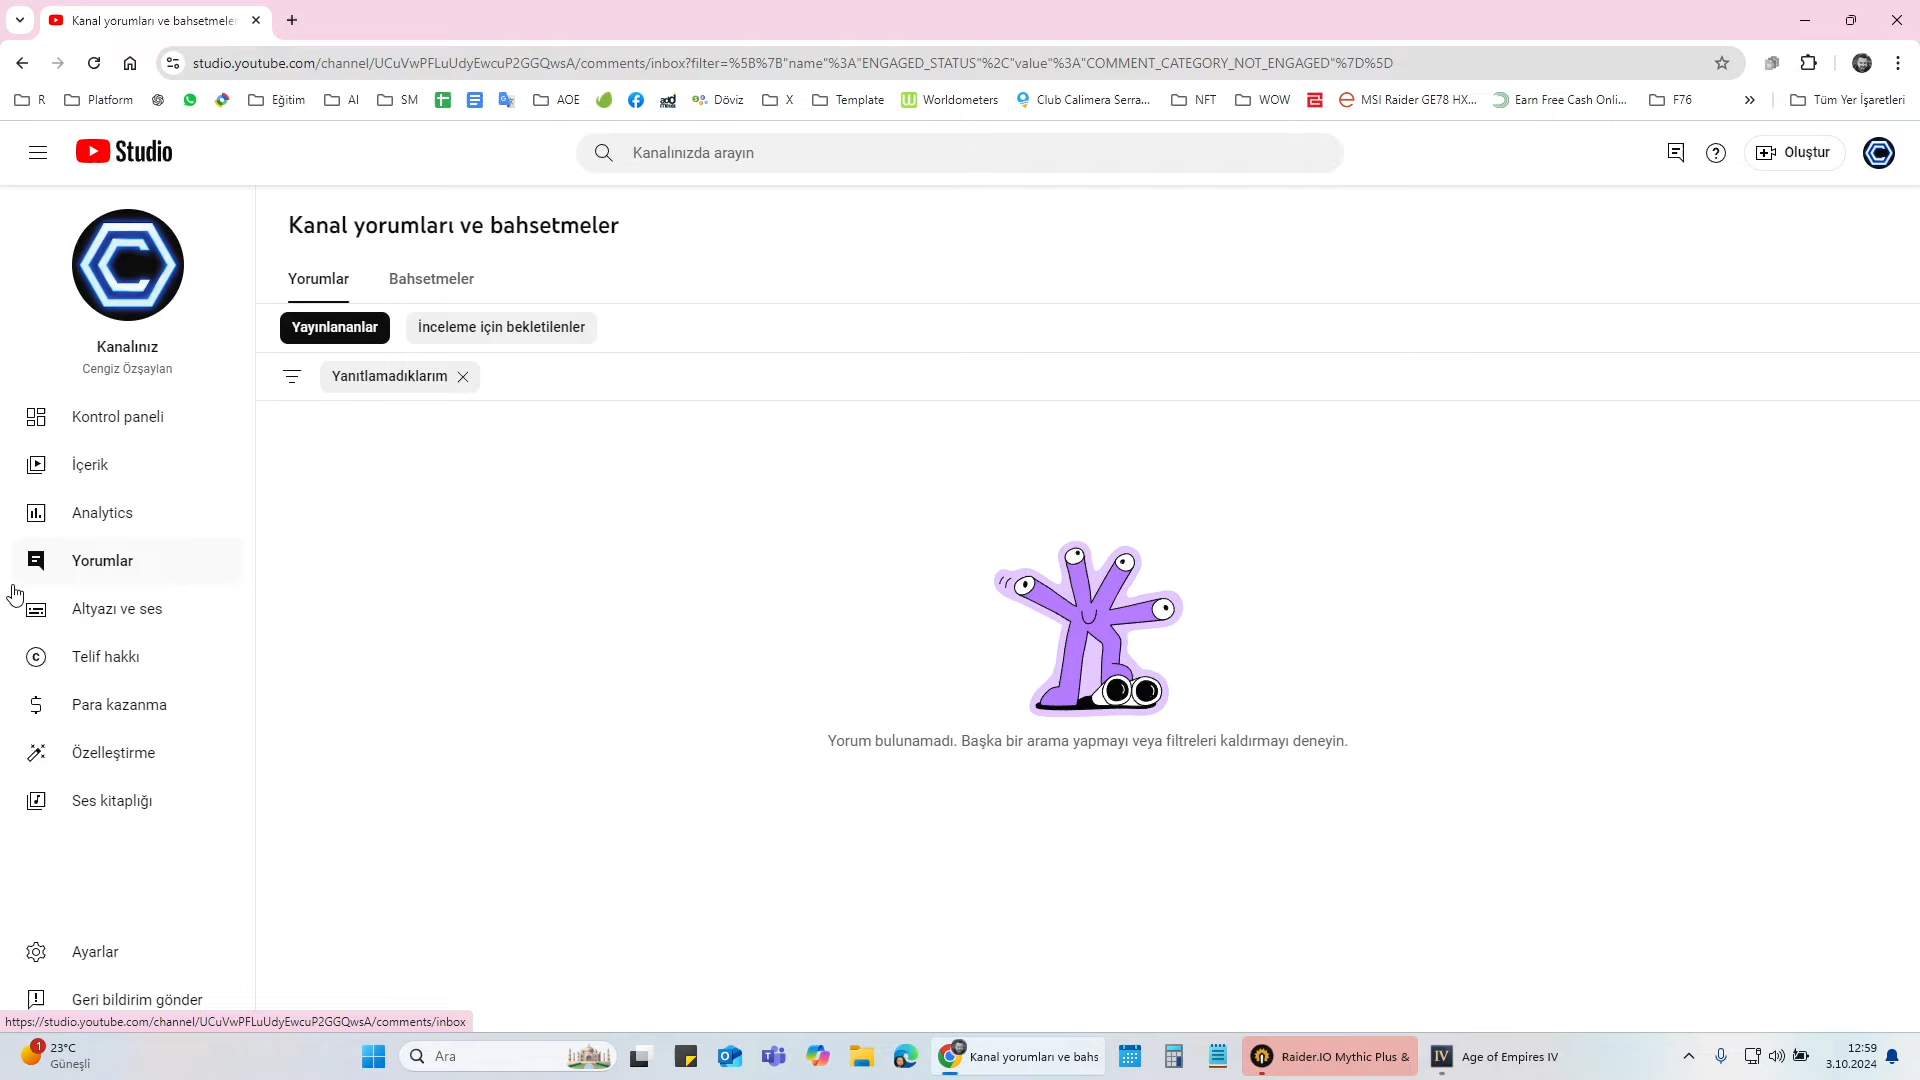 Kanal yorumları ve bahsetmeler
studio.youtube.com/channel/UCuVwPFLuUdyEwcuP2GGQwsA/comments/inbox?filter=%5B%7B"name"%3A"ENGAGED_STATUS"%2C"value"%3A"COMMENT_CATEGORY_NOT_ENGAGED"%7D%5D
R Platform Eğitim AI SM AOE add Döviz X Template W Worldometers Club Calimera Serra... NFT WOW MSI Raider GE78 HX... Earn Free Cash Onli... F76 » Tüm Yer İşaretleri
Studio
Kanalınızda arayın
Oluştur
Kanalınız
Cengiz Özşaylan
Kontrol paneli
İçerik
Analytics
Yorumlar
Altyazı ve ses
Telif hakkı
Para kazanma
Özelleştirme
Ses kitaplığı
Ayarlar
Geri bildirim gönder
Kanal yorumları ve bahsetmeler
Yorumlar Bahsetmeler
Yayınlananlar İnceleme için bekletilenler
Yanıtlamadıklarım
Yorum bulunamadı. Başka bir arama yapmayı veya filtreleri kaldırmayı deneyin.
https://studio.youtube.com/channel/UCuVwPFLuUdyEwcuP2GGQwsA/comments/inbox
1
23°C
Güneşli
Ara
Kanal yorumları ve bahs
Raider.IO Mythic Plus &
IV Age of Empires IV
12:59
3.10.2024